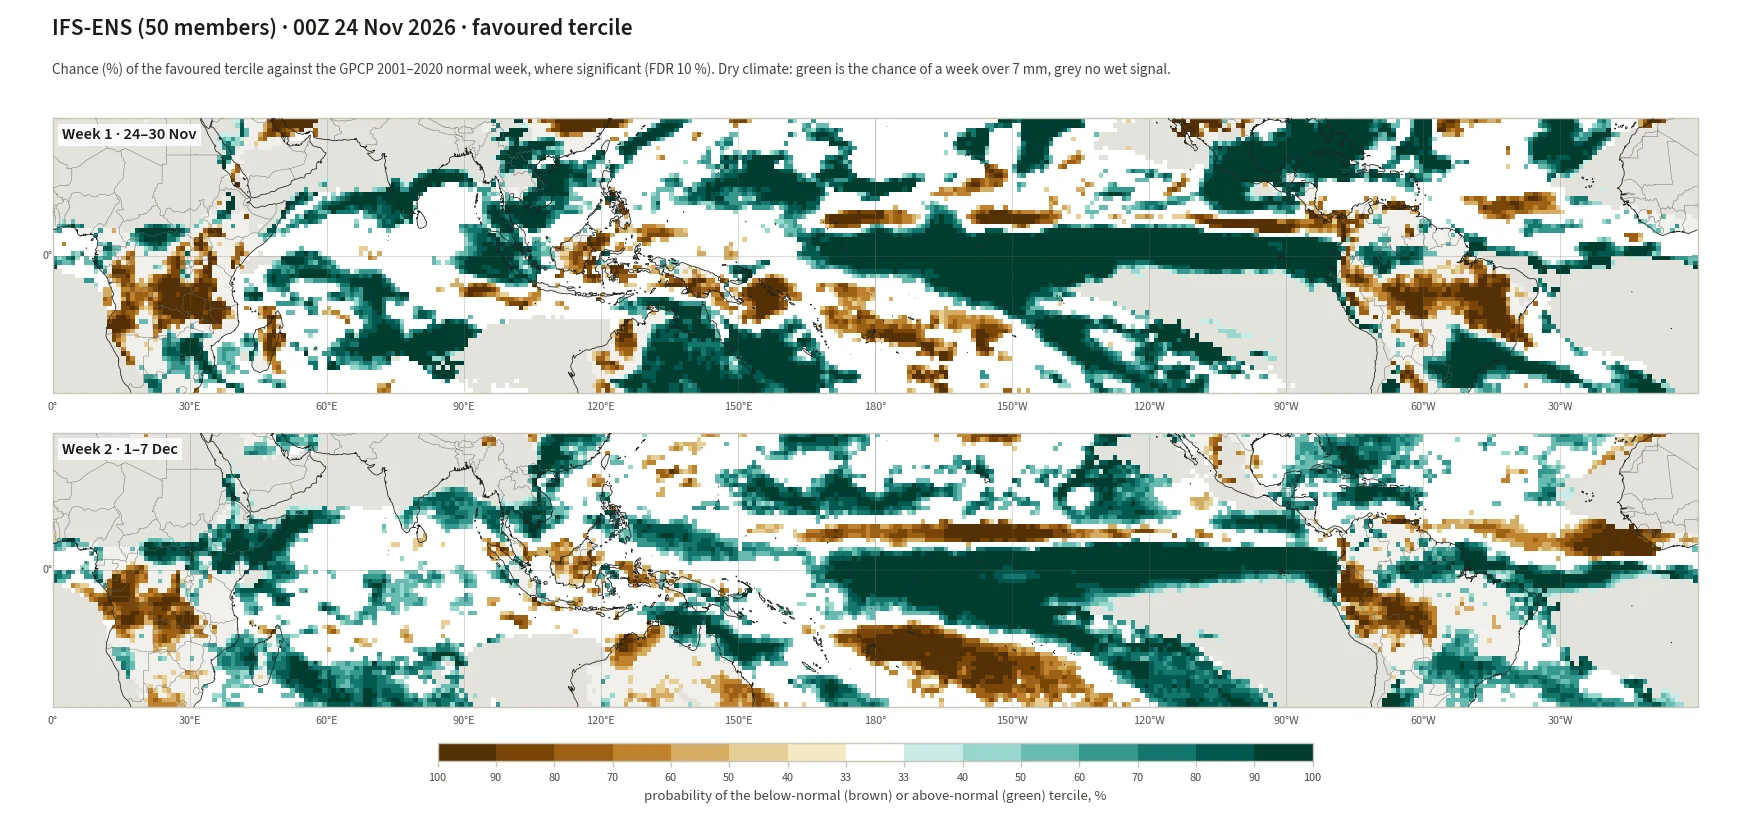 IFS-ENS (50 members) · 00Z 24 Nov 2026 · favoured tercile
Chance (%) of the favoured tercile against the GPCP 2001–2020 normal week, where significant (FDR 10 %). Dry climate: green is the chance of a week over 7 mm, grey no wet signal.
Week 1 · 24–30 Nov
0°
0° 30°E 60°E 90°E 120°E 150°E 180° 150°W 120°W 90°W 60°W 30°W
Week 2 · 1–7 Dec
0°
0° 30°E 60°E 90°E 120°E 150°E 180° 150°W 120°W 90°W 60°W 30°W
100 90 80 70 60 50 40 33 33 40 50 60 70 80 90 100
probability of the below-normal (brown) or above-normal (green) tercile, %